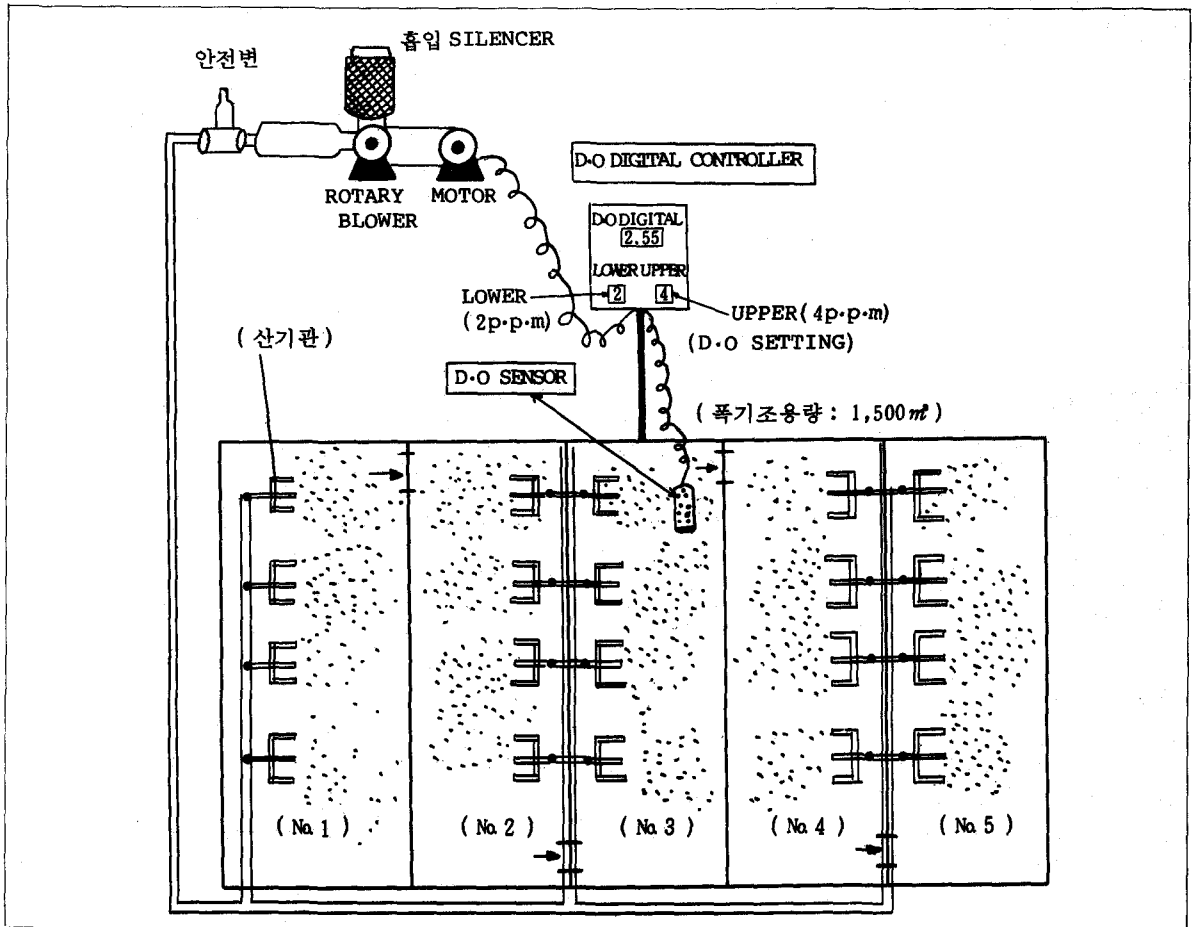 흡입 SILENCER
안전변
ROTARY
BLOWER
MOTOR
D·O DIGITAL CONTROLLER
D·O DIGITAL
2.55
LOWER UPPER
2 4
LOWER
(2p·p·m)
UPPER(4p·p·m)
(D·O SETTING)
(산기관)
D·O SENSOR
(폭기조용량: 1,500㎥)
(No.1)
(No.2)
(No.3)
(No.4)
(No.5)